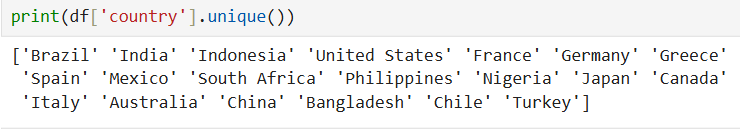 print(df['country'].unique())
['Brazil' 'India' 'Indonesia' 'United States' 'France' 'Germany' 'Greece'
'Spain' 'Mexico' 'South Africa' 'Philippines' 'Nigeria' 'Japan' 'Canada'
'Italy' 'Australia' 'China' 'Bangladesh' 'Chile' 'Turkey']